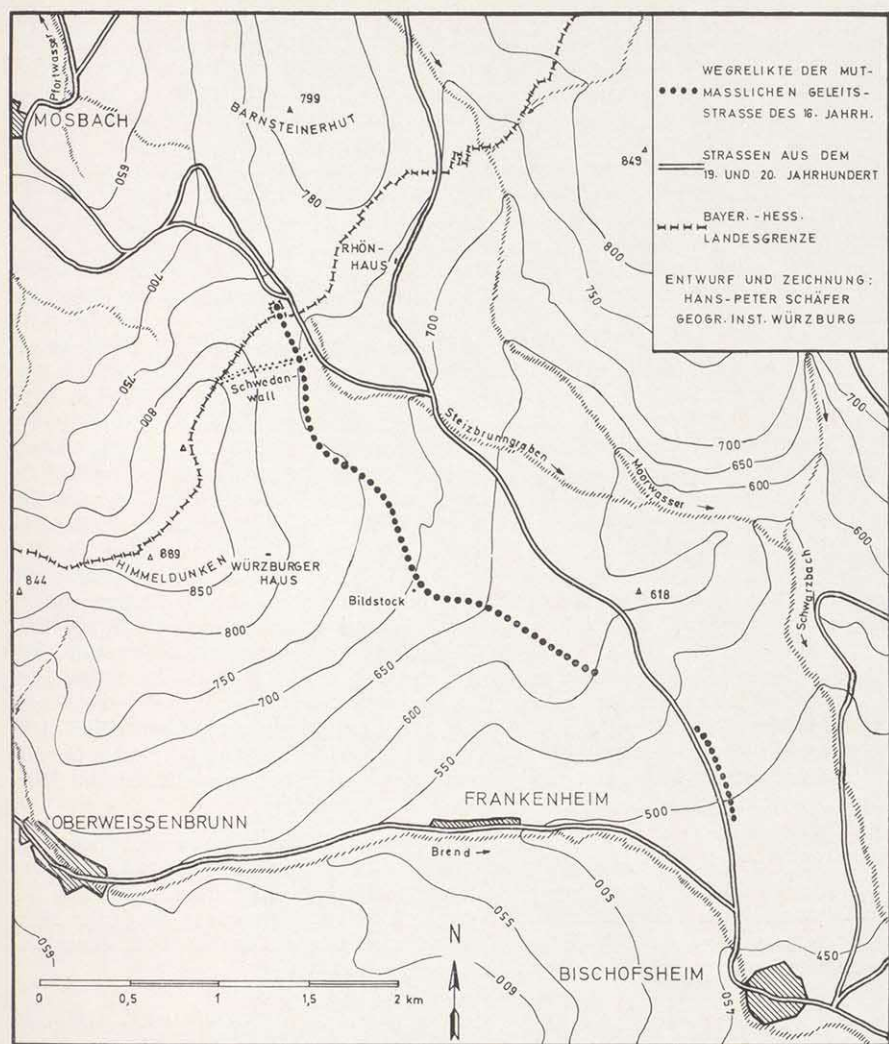 Pfortwasser
MOSBACH
650
799
BARNSTEINERHUT
780
849
WEGRELIKTE DER MUT-
MASSLICHEN GELEITS-
STRASSE DES 16. JAHRH.
STRASSEN AUS DEM
19. UND 20. JAHRHUNDERT
BAYER.-HESS.
LANDESGRENZE
ENTWURF UND ZEICHNUNG:
HANS-PETER SCHÄFER
GEOGR. INST. WÜRZBURG
800
750
700
RHÖN-
HAUS
700
750
800
Schweden-
wall
700
700
650
600
600
Steizbrunngraben
Moorwasser
Schwarzbach
889
HIMMELDUNKEN
850
844
WÜRZBURGER
HAUS
Bildstock
618
800
750
700
650
600
550
500
OBERWEISSENBRUNN
FRANKENHEIM
Brend
500
550
600
650
N
BISCHOFSHEIM
450
450
0
0,5
1
1,5
2 km